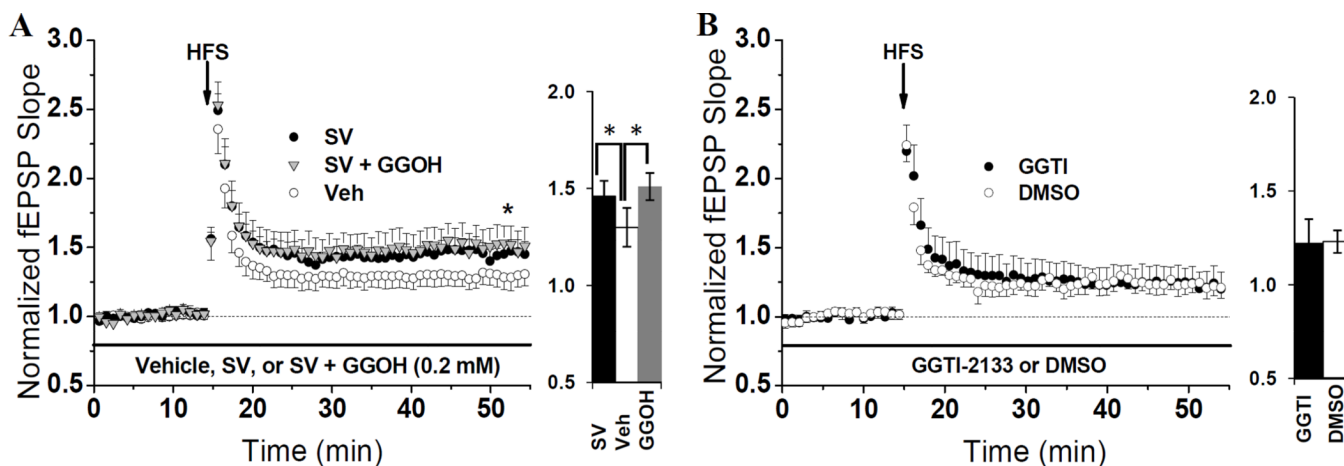 A
Normalized fEPSP Slope
3.0
2.5
2.0
1.5
1.0
0.5
HFS
SV
SV + GGOH
Veh
*
Vehicle, SV, or SV + GGOH (0.2 mM)
0 10 20 30 40 50
Time (min)
2.0
1.5
1.0
0.5
* *
SV
Veh
GGOH
B
Normalized fEPSP Slope
3.0
2.5
2.0
1.5
1.0
0.5
HFS
GGTI
DMSO
GGTI-2133 or DMSO
0 10 20 30 40 50
Time (min)
2.0
1.5
1.0
0.5
GGTI
DMSO